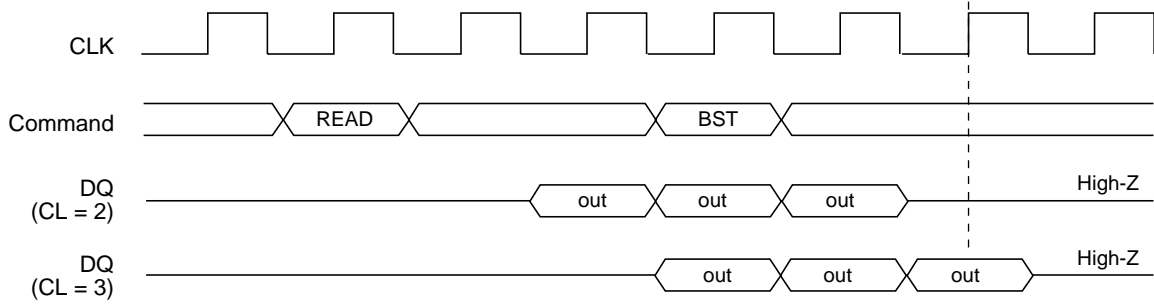 CLK
Command
READ
BST
DQ
(CL = 2)
out
out
out
High-Z
DQ
(CL = 3)
out
out
out
High-Z